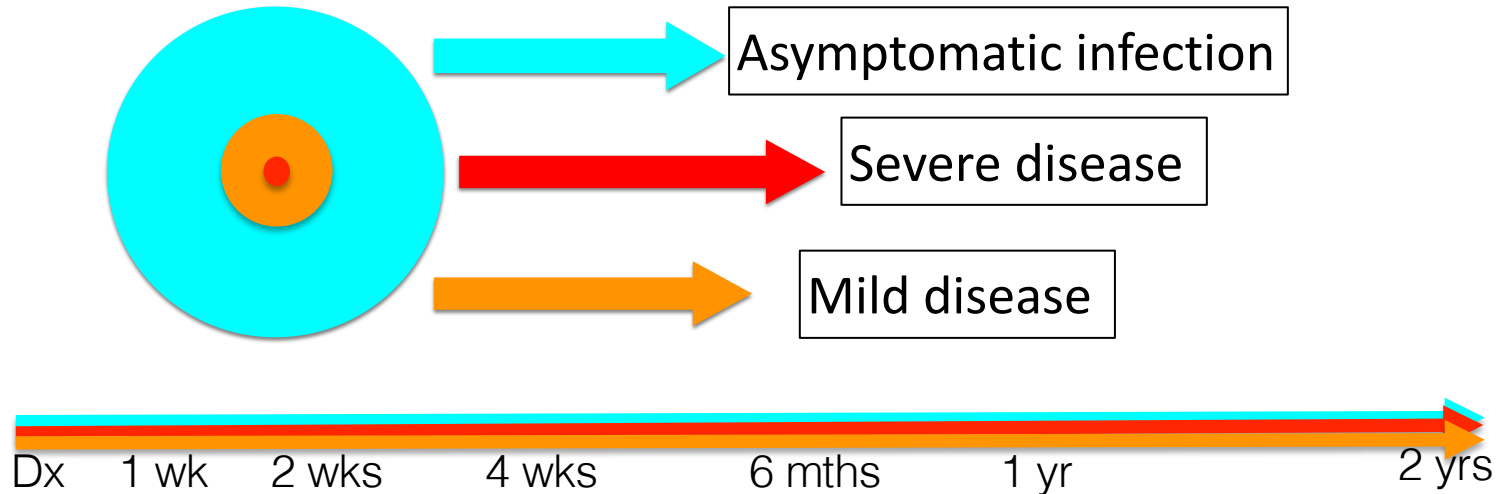 Asymptomatic infection
Severe disease
Mild disease
Dx 1 wk 2 wks 4 wks 6 mths 1 yr 2 yrs